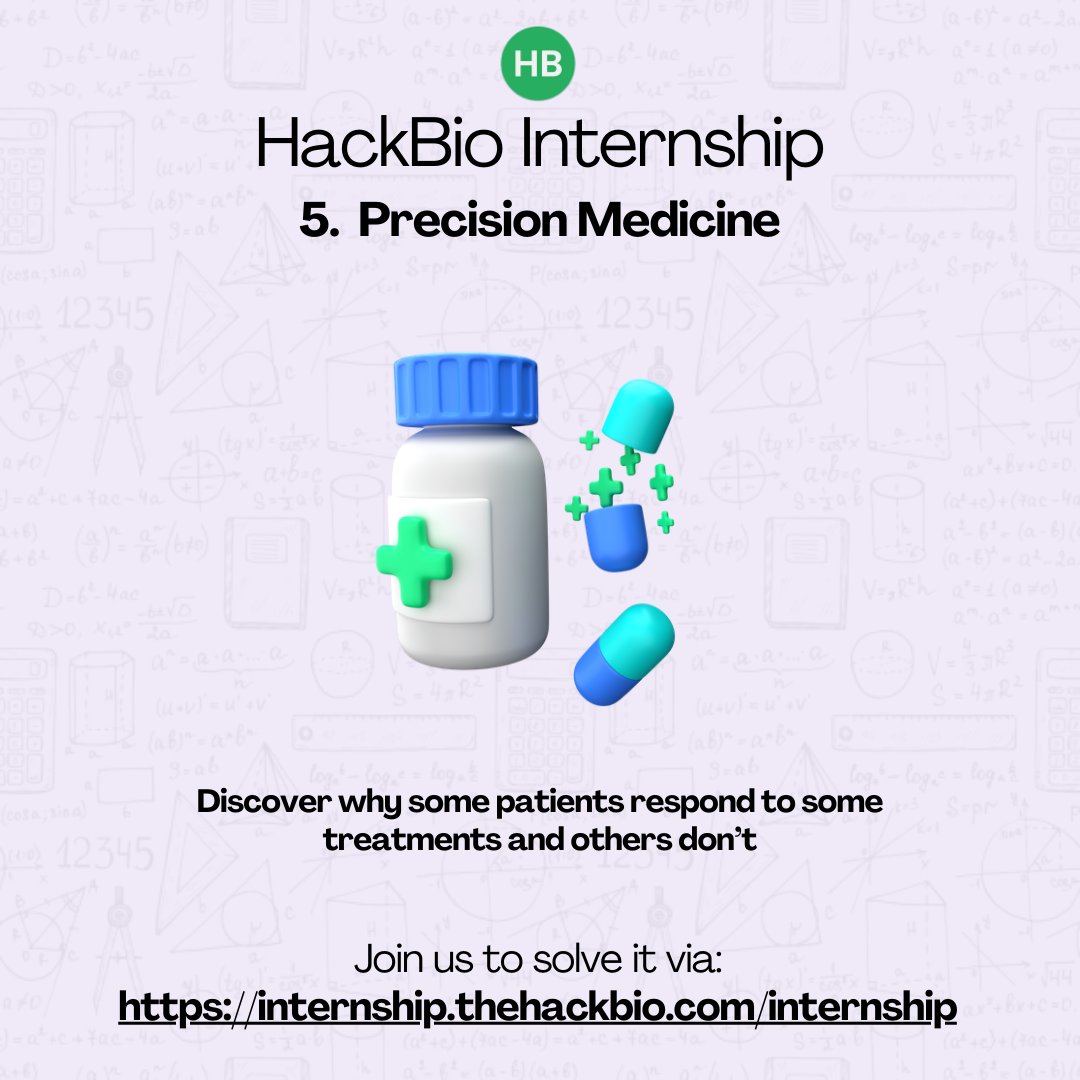 HB
HackBio Internship
5. Precision Medicine
Discover why some patients respond to some
treatments and others don't
Join us to solve it via:
https://internship.thehackbio.com/internship